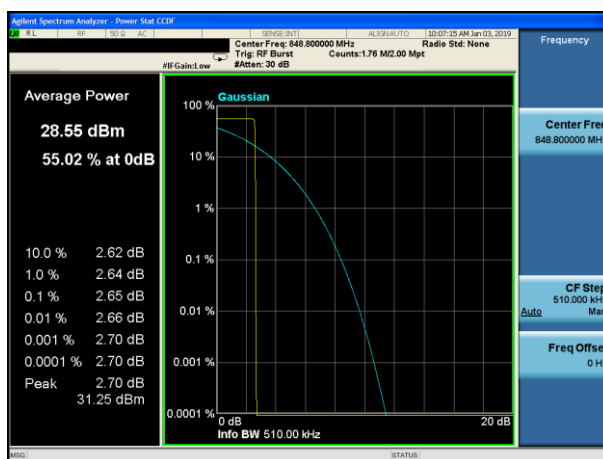 Agilent Spectrum Analyzer - Power Stat CCDF
RL RF 50 Ω AC SENSE:INT ALIGNAUTO 10:07:15 AM Jan 03, 2019
Center Freq: 848.800000 MHz Radio Std: None
Trig: RF Burst Counts:1.76 M/2.00 Mpt
#IFGain:Low #Atten: 30 dB
Frequency
Average Power
28.55 dBm
55.02 % at 0dB
10.0 % 2.62 dB
1.0 % 2.64 dB
0.1 % 2.65 dB
0.01 % 2.66 dB
0.001 % 2.70 dB
0.0001 % 2.70 dB
Peak 2.70 dB
31.25 dBm
Gaussian
100 %
10 %
1 %
0.1 %
0.01 %
0.001 %
0.0001 %
0 dB 20 dB
Info BW 510.00 kHz
Center Freq
848.800000 MH
CF Step
510.000 kH
Auto Ma
Freq Offse
0 H
MSG STATUS